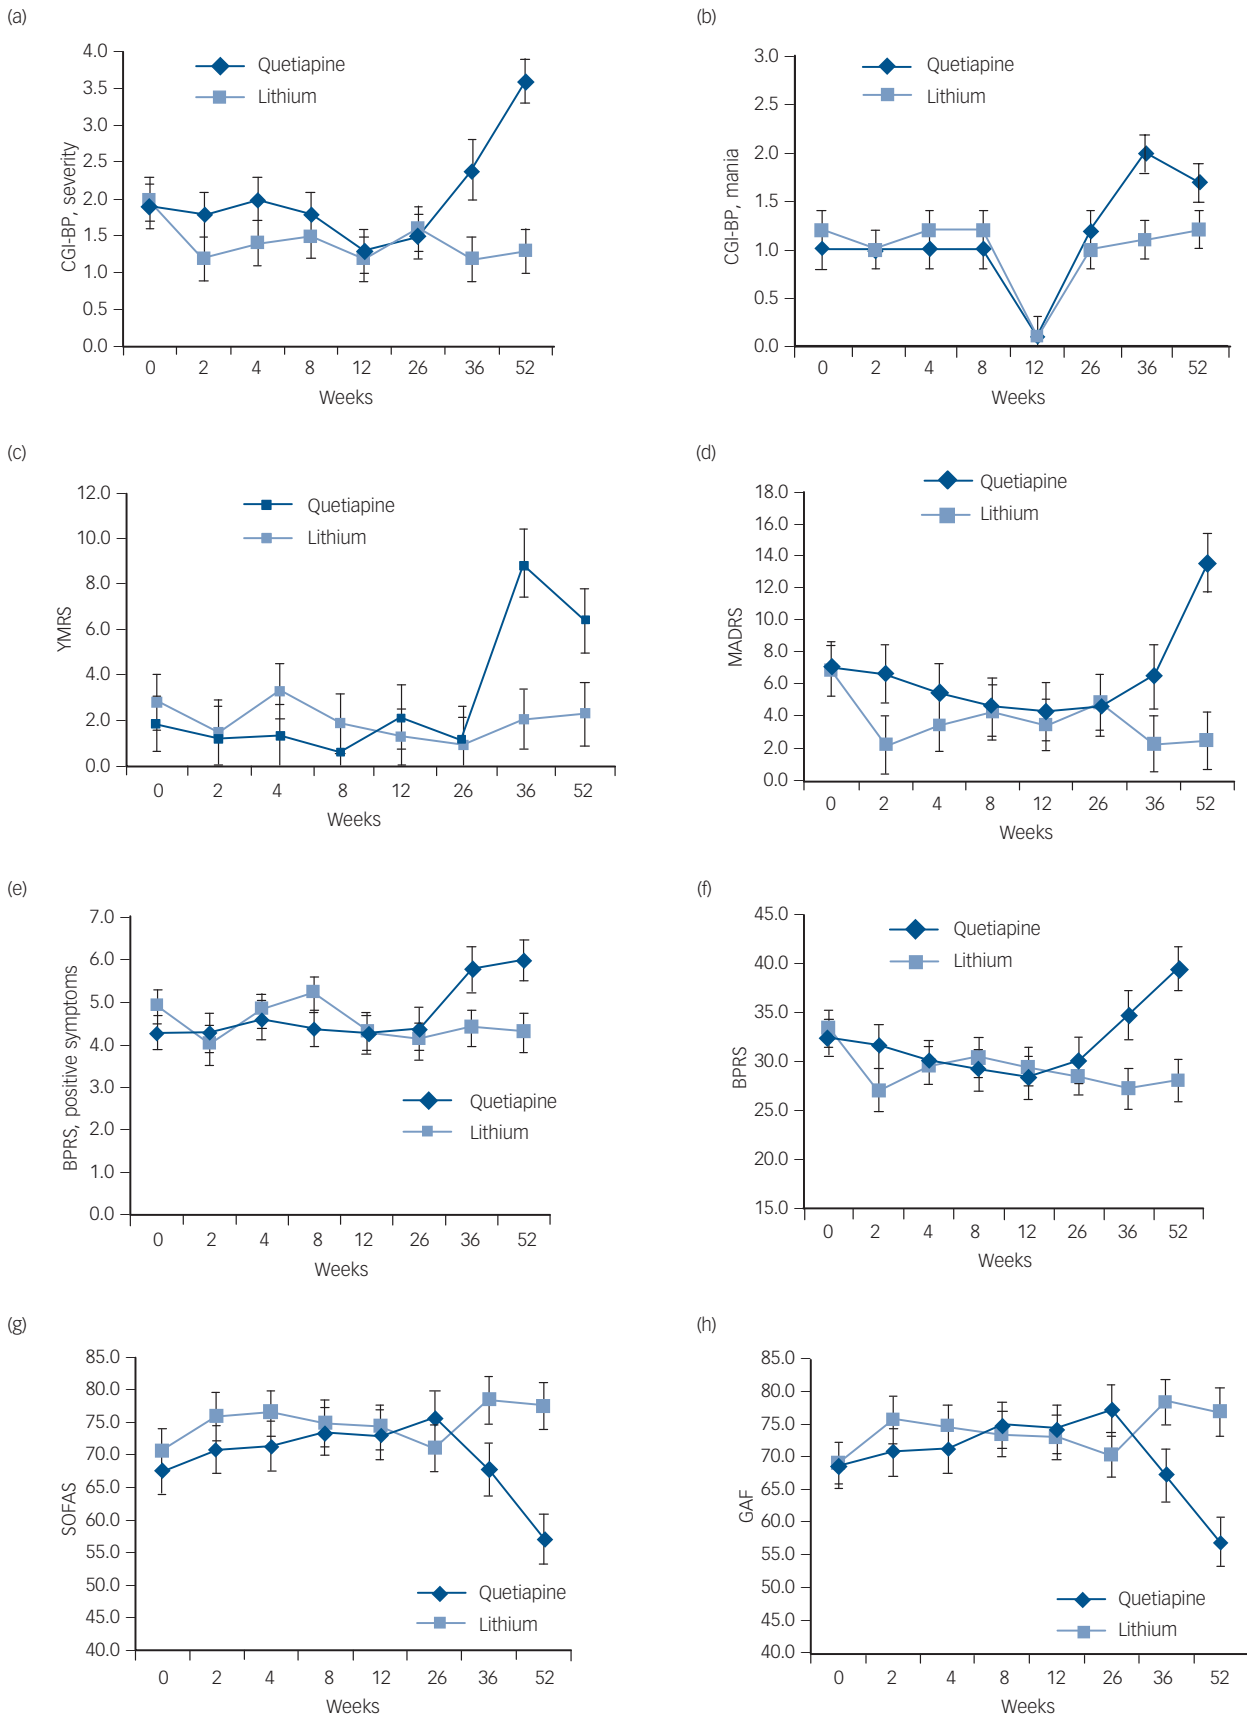 (a)
4.0
3.5
3.0
2.5
2.0
1.5
1.0
0.5
0.0
CGI-BP, severity
Quetiapine
Lithium
0 2 4 8 12 26 36 52
Weeks
(b)
3.0
2.5
2.0
1.5
1.0
0.5
0.0
CGI-BP, mania
Quetiapine
Lithium
0 2 4 8 12 26 36 52
Weeks
(c)
12.0
10.0
8.0
6.0
4.0
2.0
0.0
YMRS
Quetiapine
Lithium
0 2 4 8 12 26 36 52
Weeks
(d)
18.0
16.0
14.0
12.0
10.0
8.0
6.0
4.0
2.0
0.0
MADRS
Quetiapine
Lithium
0 2 4 8 12 26 36 52
Weeks
(e)
7.0
6.0
5.0
4.0
3.0
2.0
1.0
0.0
BPRS, positive symptoms
Quetiapine
Lithium
0 2 4 8 12 26 36 52
Weeks
(f)
45.0
40.0
35.0
30.0
25.0
20.0
15.0
BPRS
Quetiapine
Lithium
0 2 4 8 12 26 36 52
Weeks
(g)
85.0
80.0
75.0
70.0
65.0
60.0
55.0
50.0
45.0
40.0
SOFAS
Quetiapine
Lithium
0 2 4 8 12 26 36 52
Weeks
(h)
85.0
80.0
75.0
70.0
65.0
60.0
55.0
50.0
45.0
40.0
GAF
Quetiapine
Lithium
0 2 4 8 12 26 36 52
Weeks